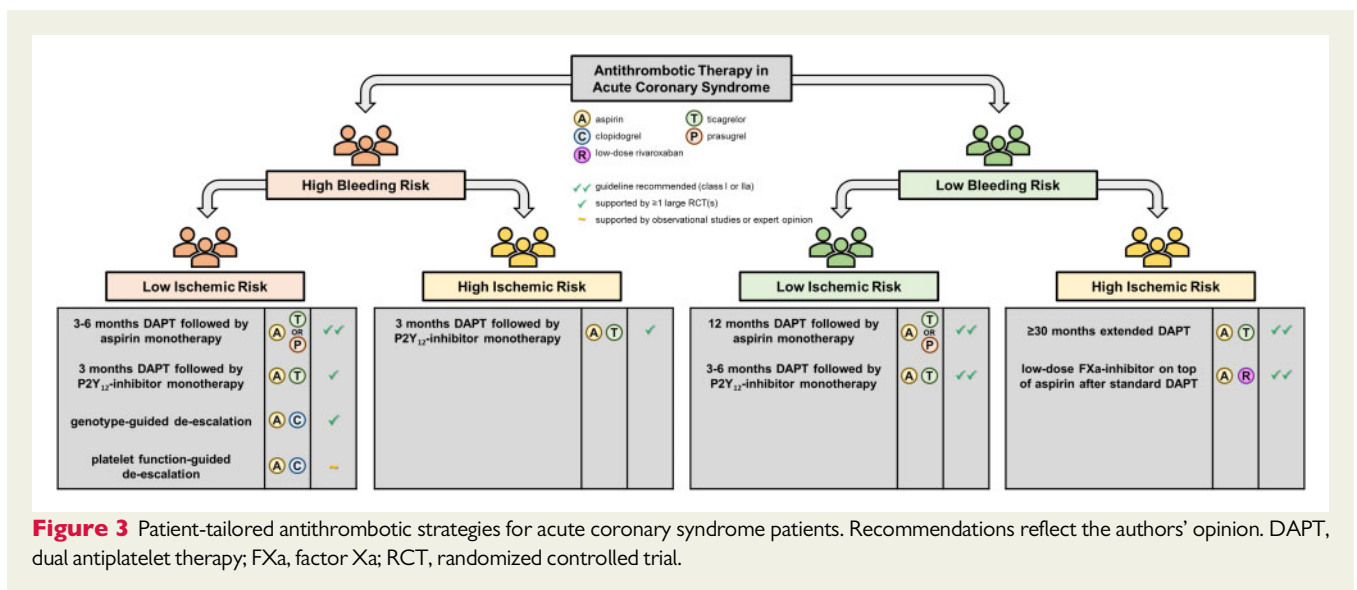 Antithrombotic Therapy in
Acute Coronary Syndrome
A aspirin
T ticagrelor
C clopidogrel
P prasugrel
R low-dose rivaroxaban
✓✓ guideline recommended (class I or IIa)
✓ supported by ≥1 large RCT(s)
~ supported by observational studies or expert opinion
High Bleeding Risk
Low Bleeding Risk
Low Ischemic Risk
3-6 months DAPT followed by
aspirin monotherapy
A T OR P ✓✓
3 months DAPT followed by
P2Y₁₂-inhibitor monotherapy
A T ✓
genotype-guided de-escalation A C ✓
platelet function-guided
de-escalation
A C ~
High Ischemic Risk
3 months DAPT followed by
P2Y₁₂-inhibitor monotherapy
A T ✓
Low Ischemic Risk
12 months DAPT followed by
aspirin monotherapy
A T OR P ✓✓
3-6 months DAPT followed by
P2Y₁₂-inhibitor monotherapy
A T ✓✓
High Ischemic Risk
≥30 months extended DAPT A T ✓✓
low-dose FXa-inhibitor on top
of aspirin after standard DAPT
A R ✓✓
Figure 3 Patient-tailored antithrombotic strategies for acute coronary syndrome patients. Recommendations reflect the authors' opinion. DAPT,
dual antiplatelet therapy; FXa, factor Xa; RCT, randomized controlled trial.